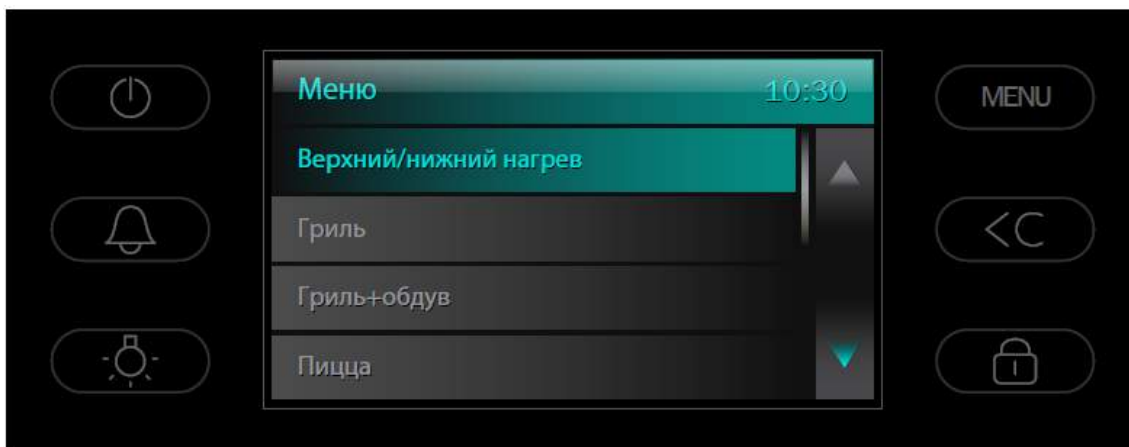 Меню 10:30
MENU
Верхний/нижний нагрев
Гриль
<C
Гриль+обдув
Пицца